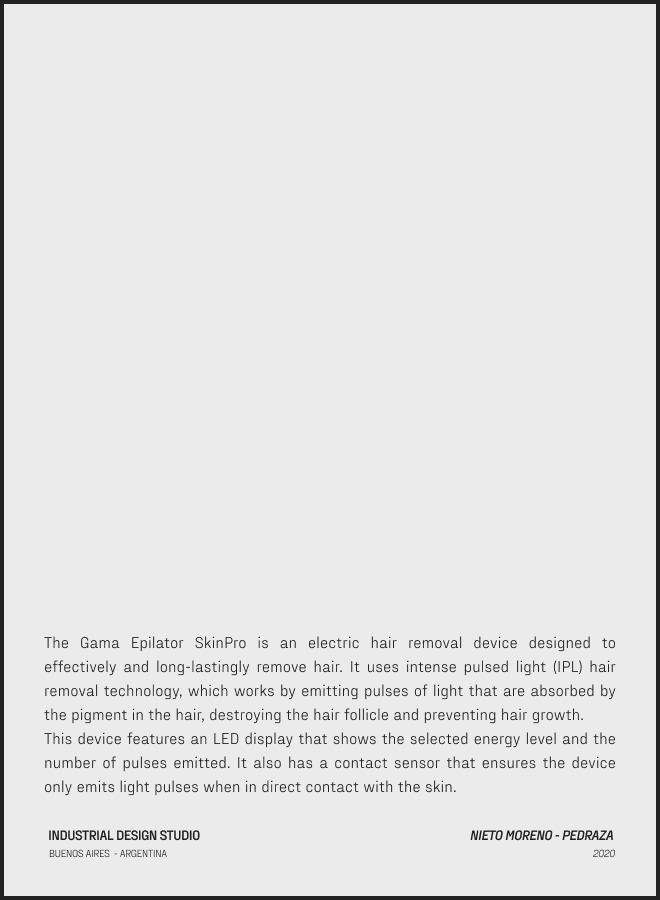 The Gama Epilator SkinPro is an electric hair removal device designed to
effectively and long-lastingly remove hair. It uses intense pulsed light (IPL) hair
removal technology, which works by emitting pulses of light that are absorbed by
the pigment in the hair, destroying the hair follicle and preventing hair growth.
This device features an LED display that shows the selected energy level and the
number of pulses emitted. It also has a contact sensor that ensures the device
only emits light pulses when in direct contact with the skin.
INDUSTRIAL DESIGN STUDIO
BUENOS AIRES - ARGENTINA
NIETO MORENO - PEDRAZA
2020